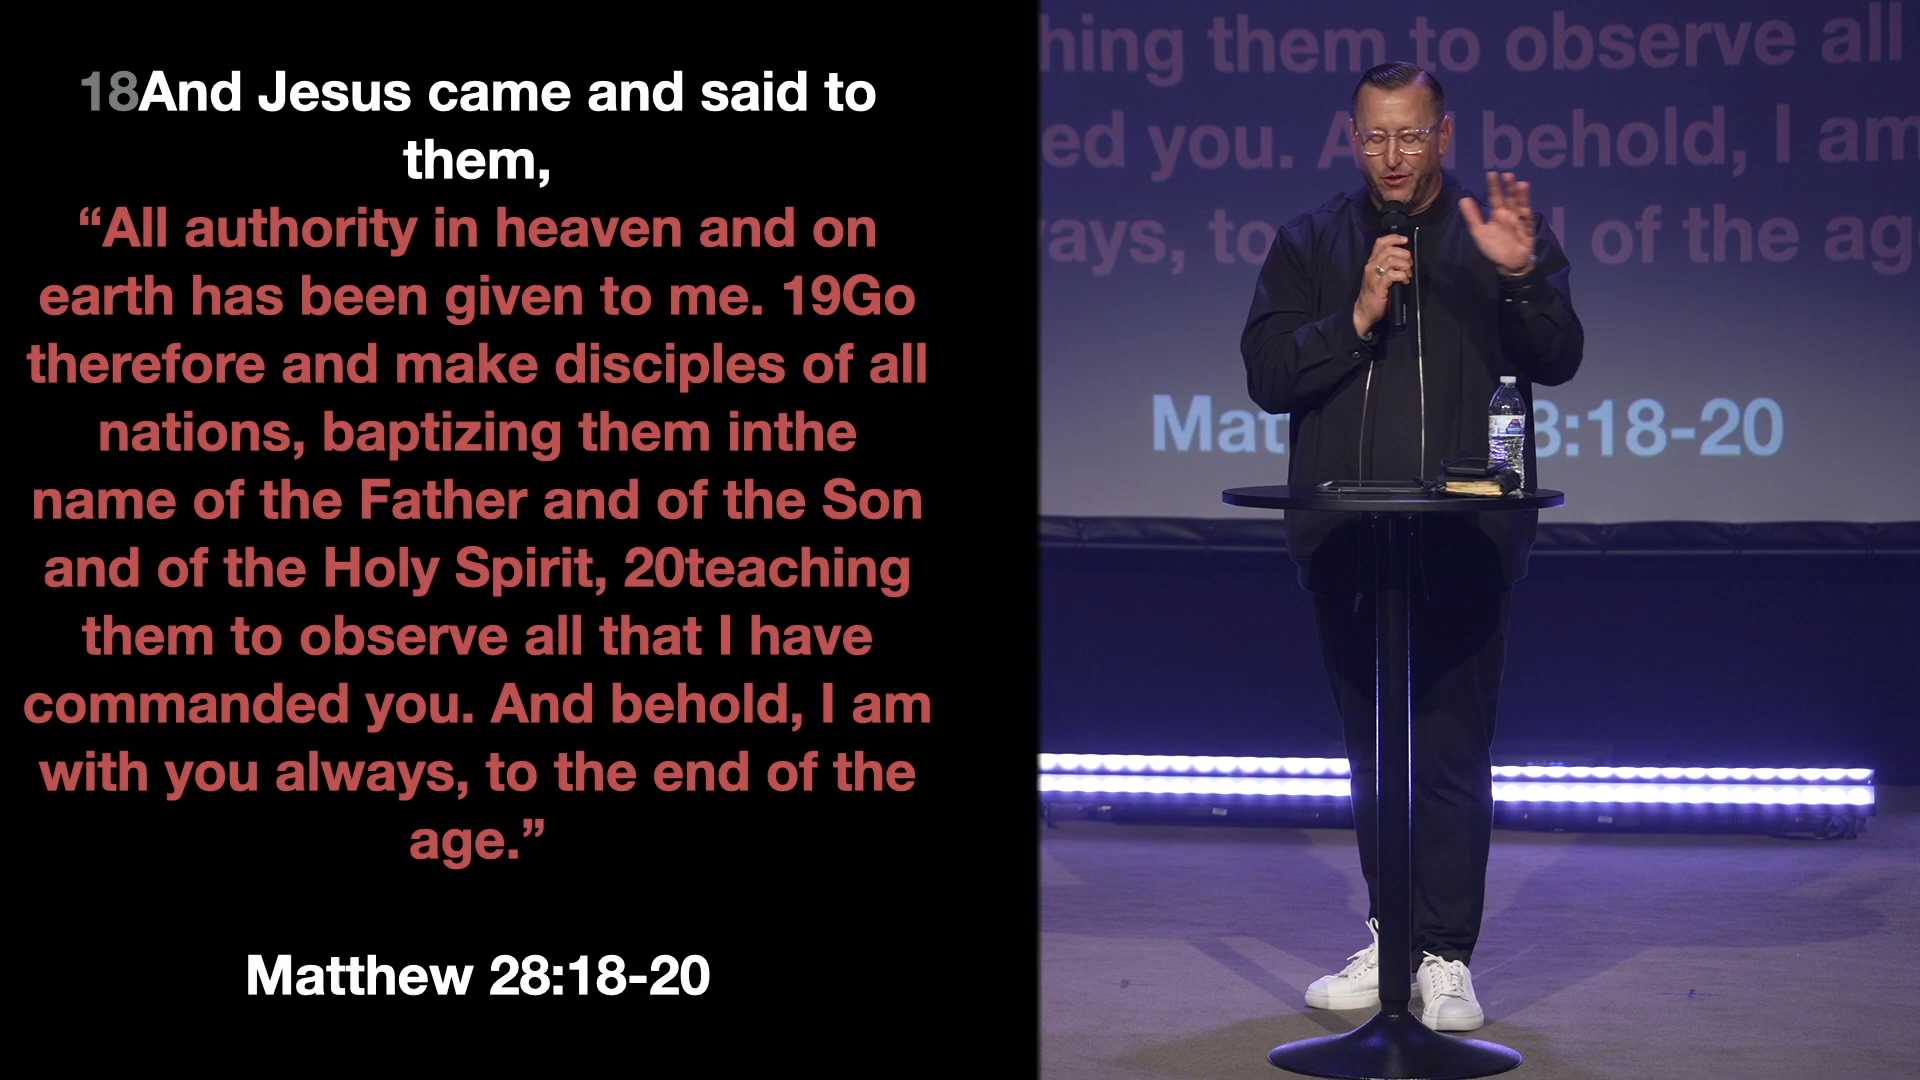 18And Jesus came and said to
them,
“All authority in heaven and on
earth has been given to me. 19Go
therefore and make disciples of all
nations, baptizing them inthe
name of the Father and of the Son
and of the Holy Spirit, 20teaching
them to observe all that I have
commanded you. And behold, I am
with you always, to the end of the
age.”
Matthew 28:18-20
hing them to observe all
ed you. A behold, I am
ays, to of the ag
Mat 8:18-20